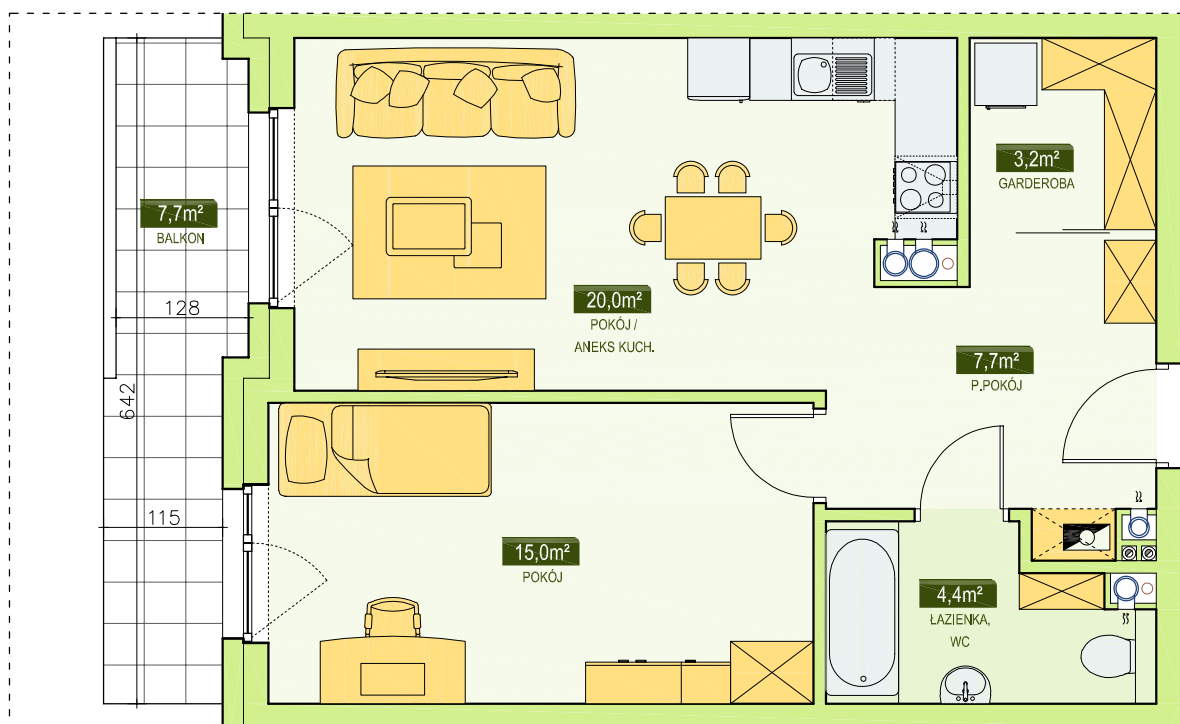 3,2m²
GARDEROBA
7,7m²
BALKON
20,0m²
POKÓJ /
ANEKS KUCH.
128
7,7m²
P.POKÓJ
642
115
15,0m²
POKÓJ
4,4m²
ŁAZIENKA,
WC